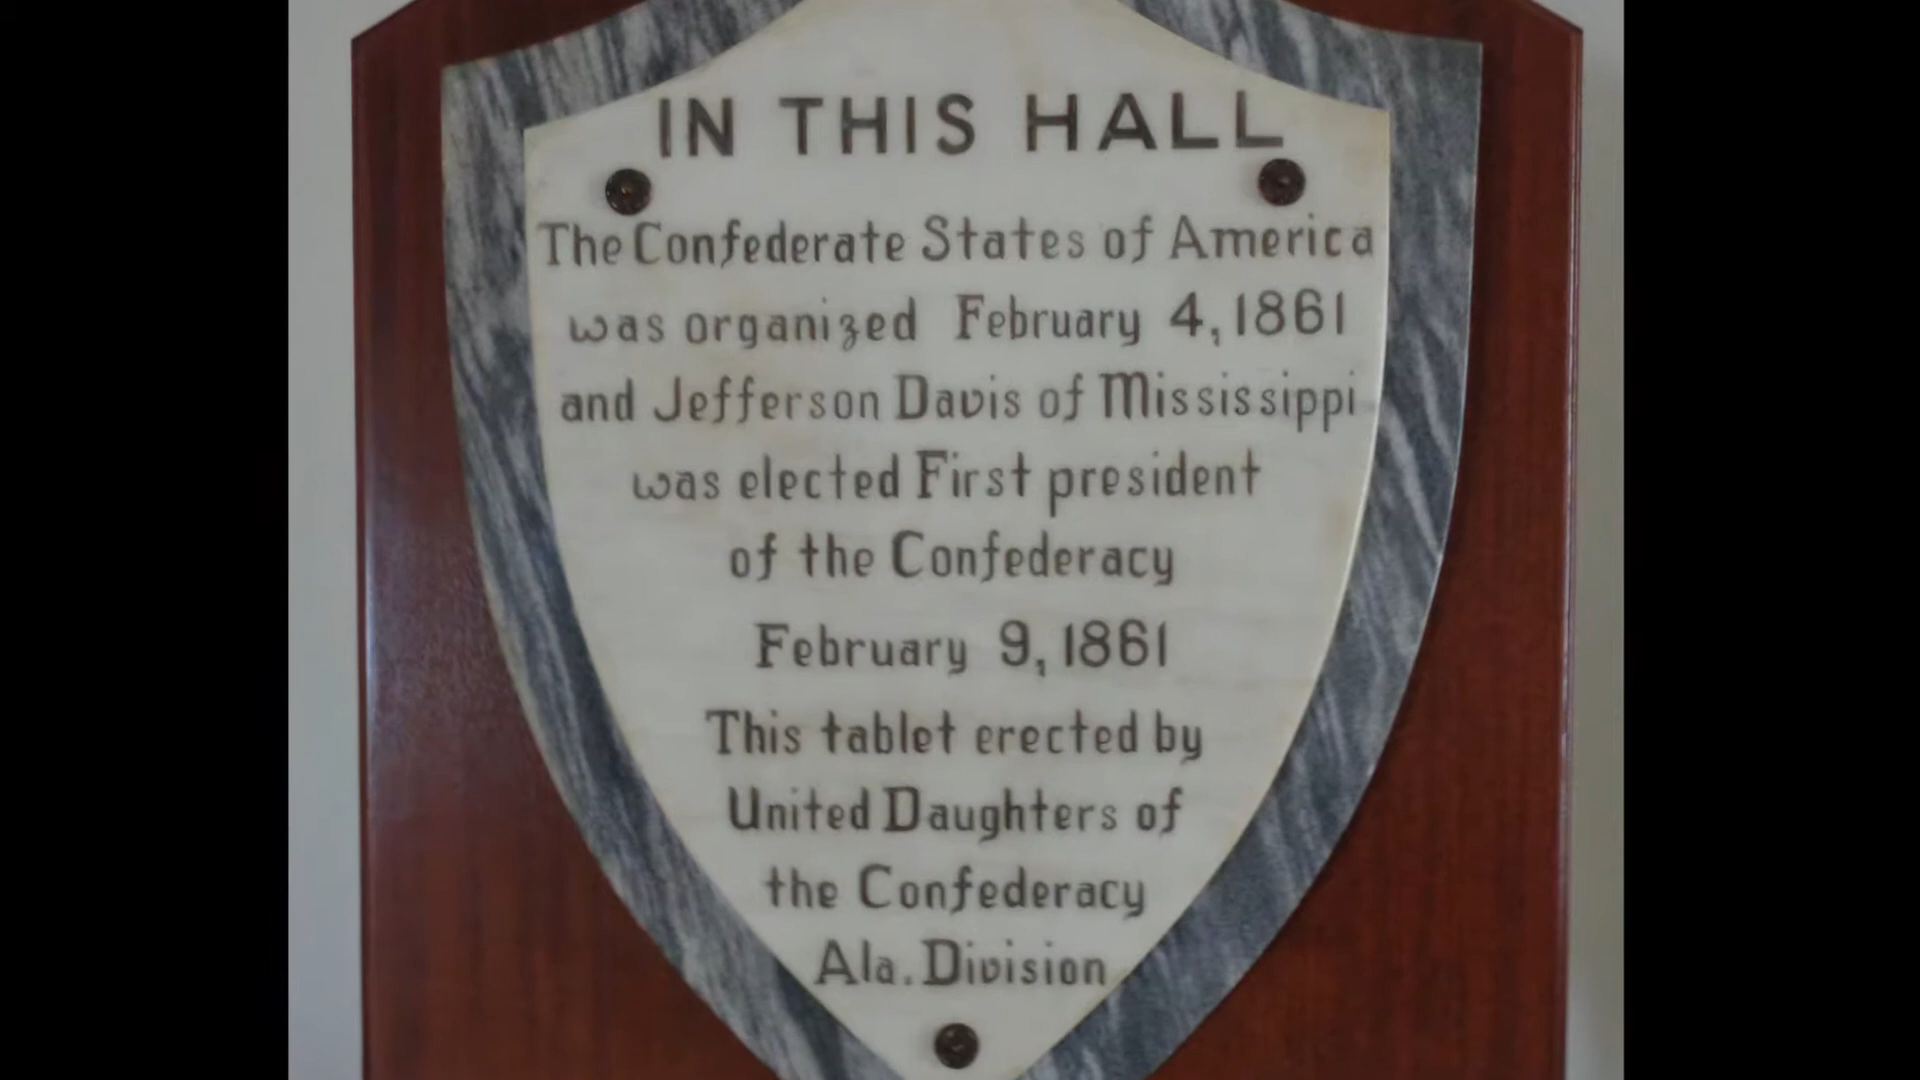 IN THIS HALL
The Confederate States of America
was organized February 4, 1861
and Jefferson Davis of Mississippi
was elected First president
of the Confederacy
February 9, 1861
This tablet erected by
United Daughters of
the Confederacy
Ala. Division